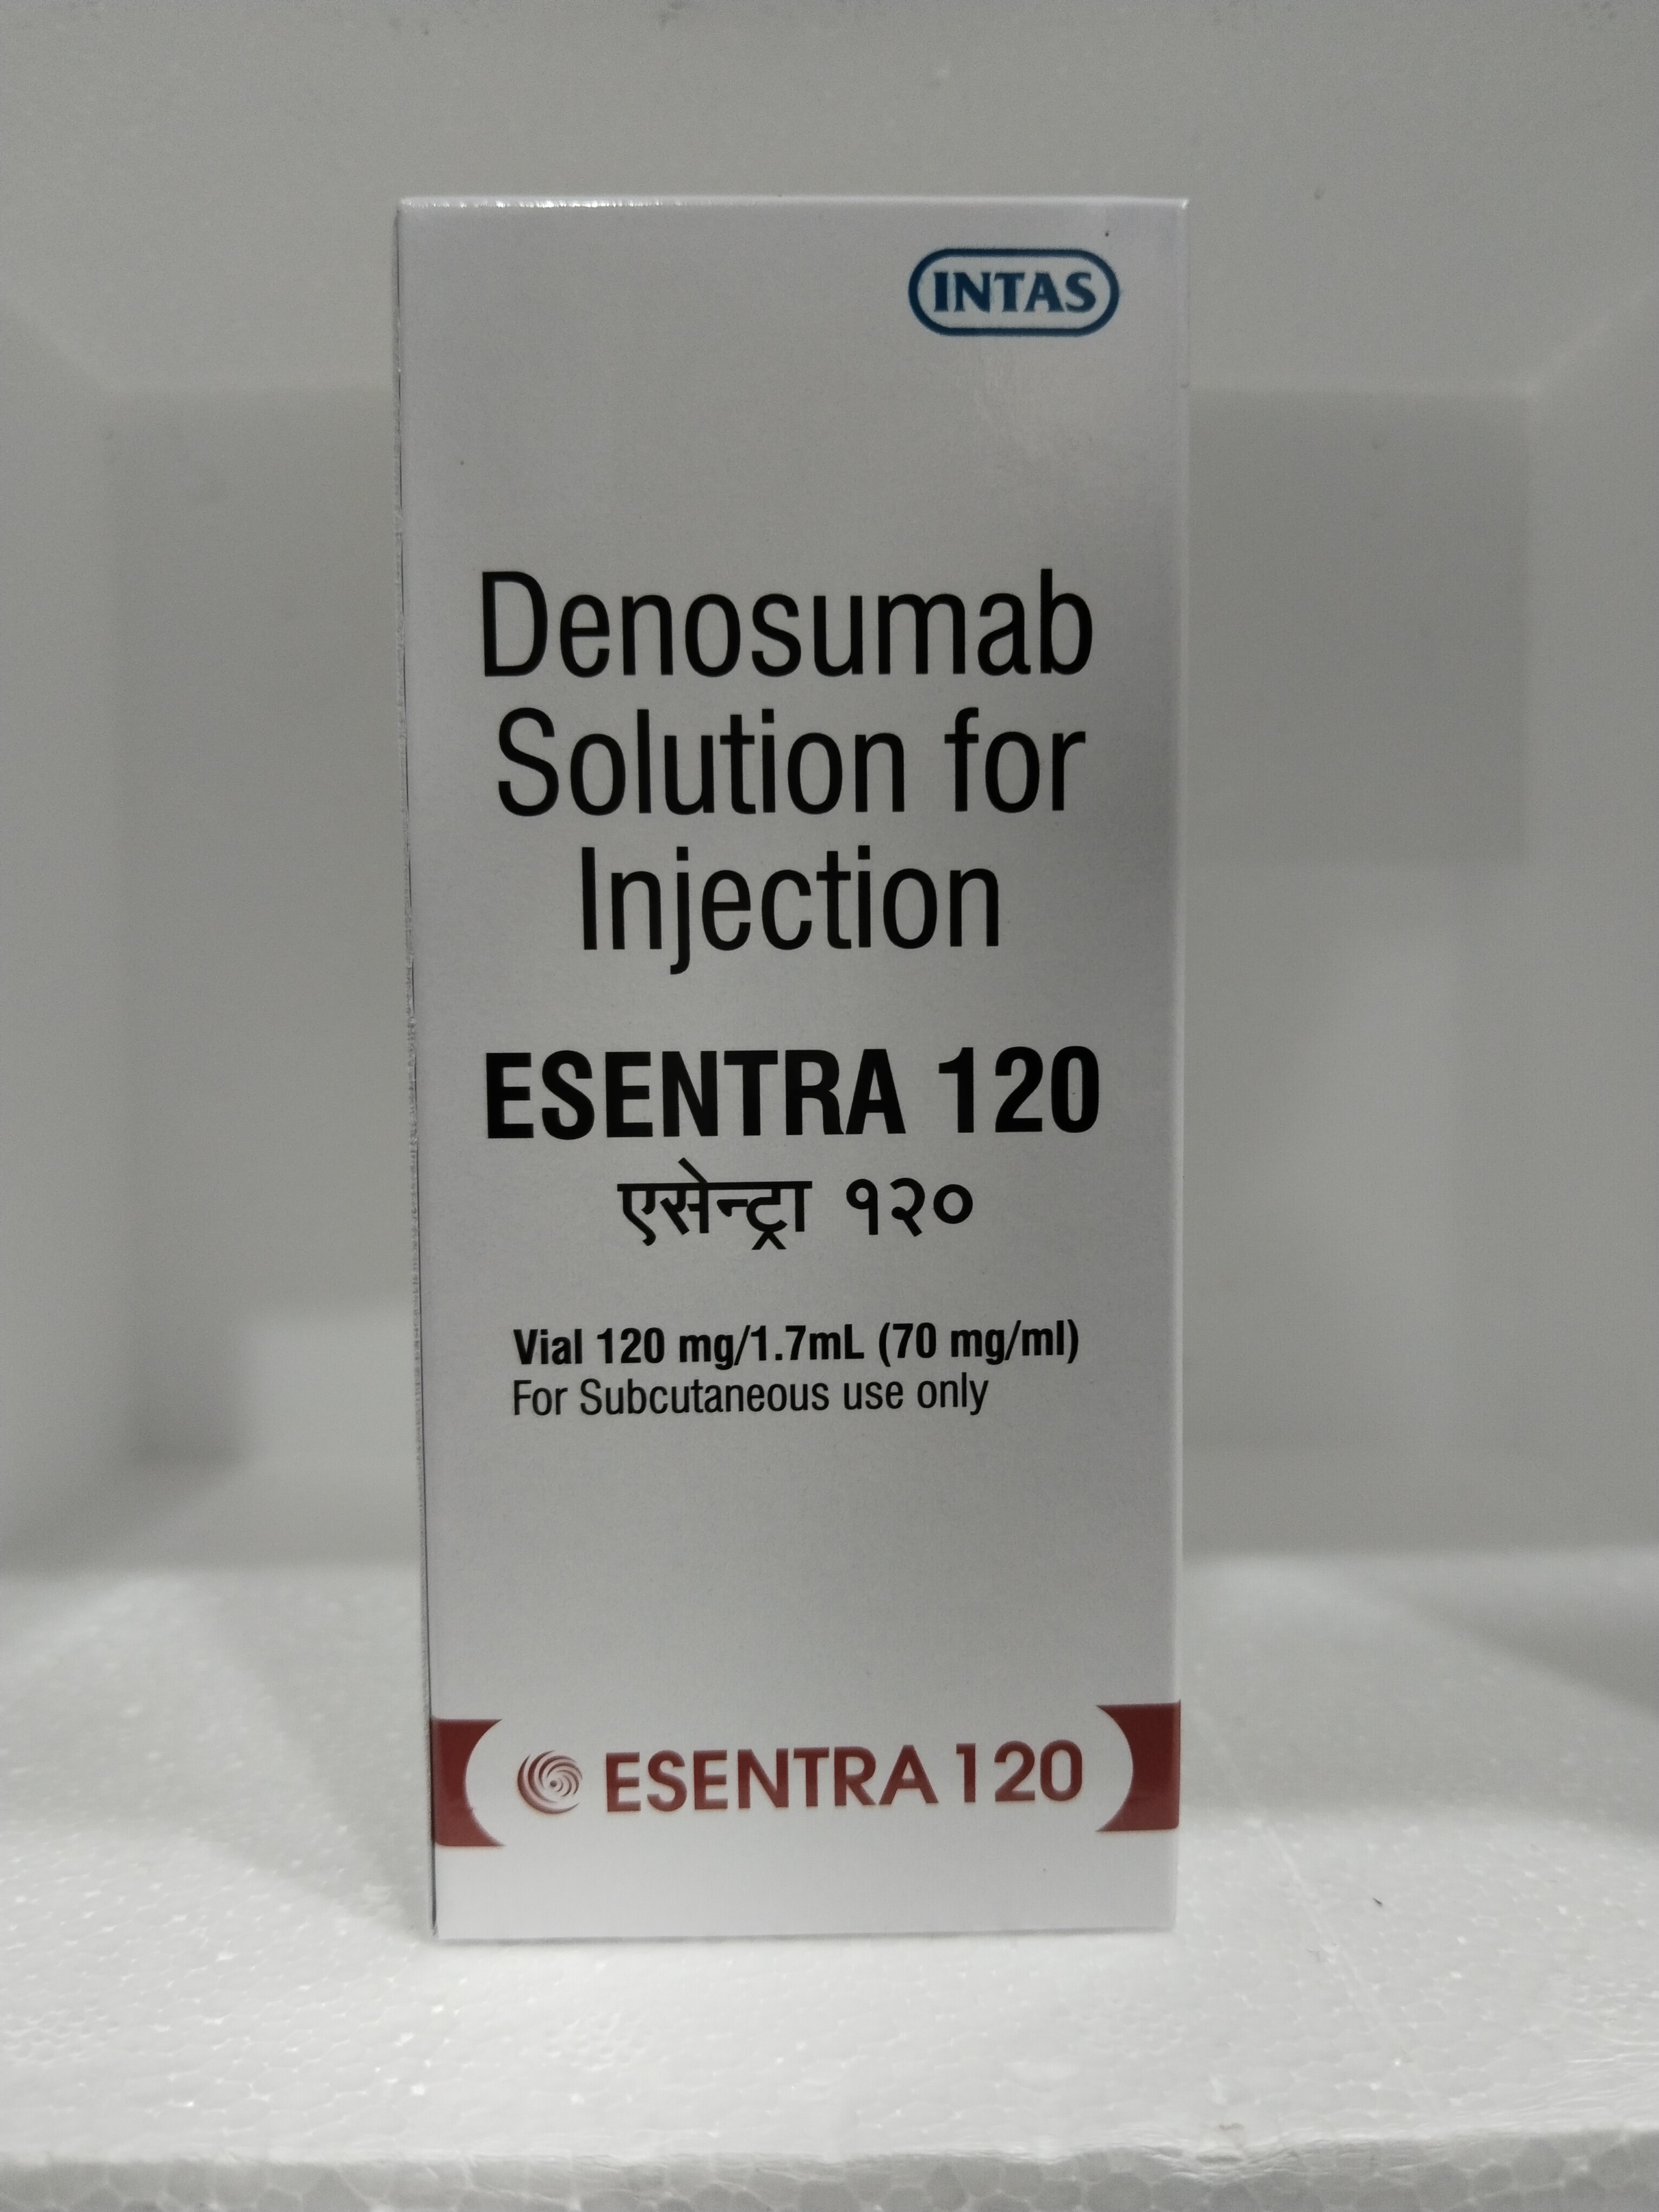 INTAS
Denosumab
Solution for
Injection
ESENTRA 120
एसेन्ट्रा १२०
Vial 120 mg/1.7mL (70 mg/ml)
For Subcutaneous use only
ESENTRA 120